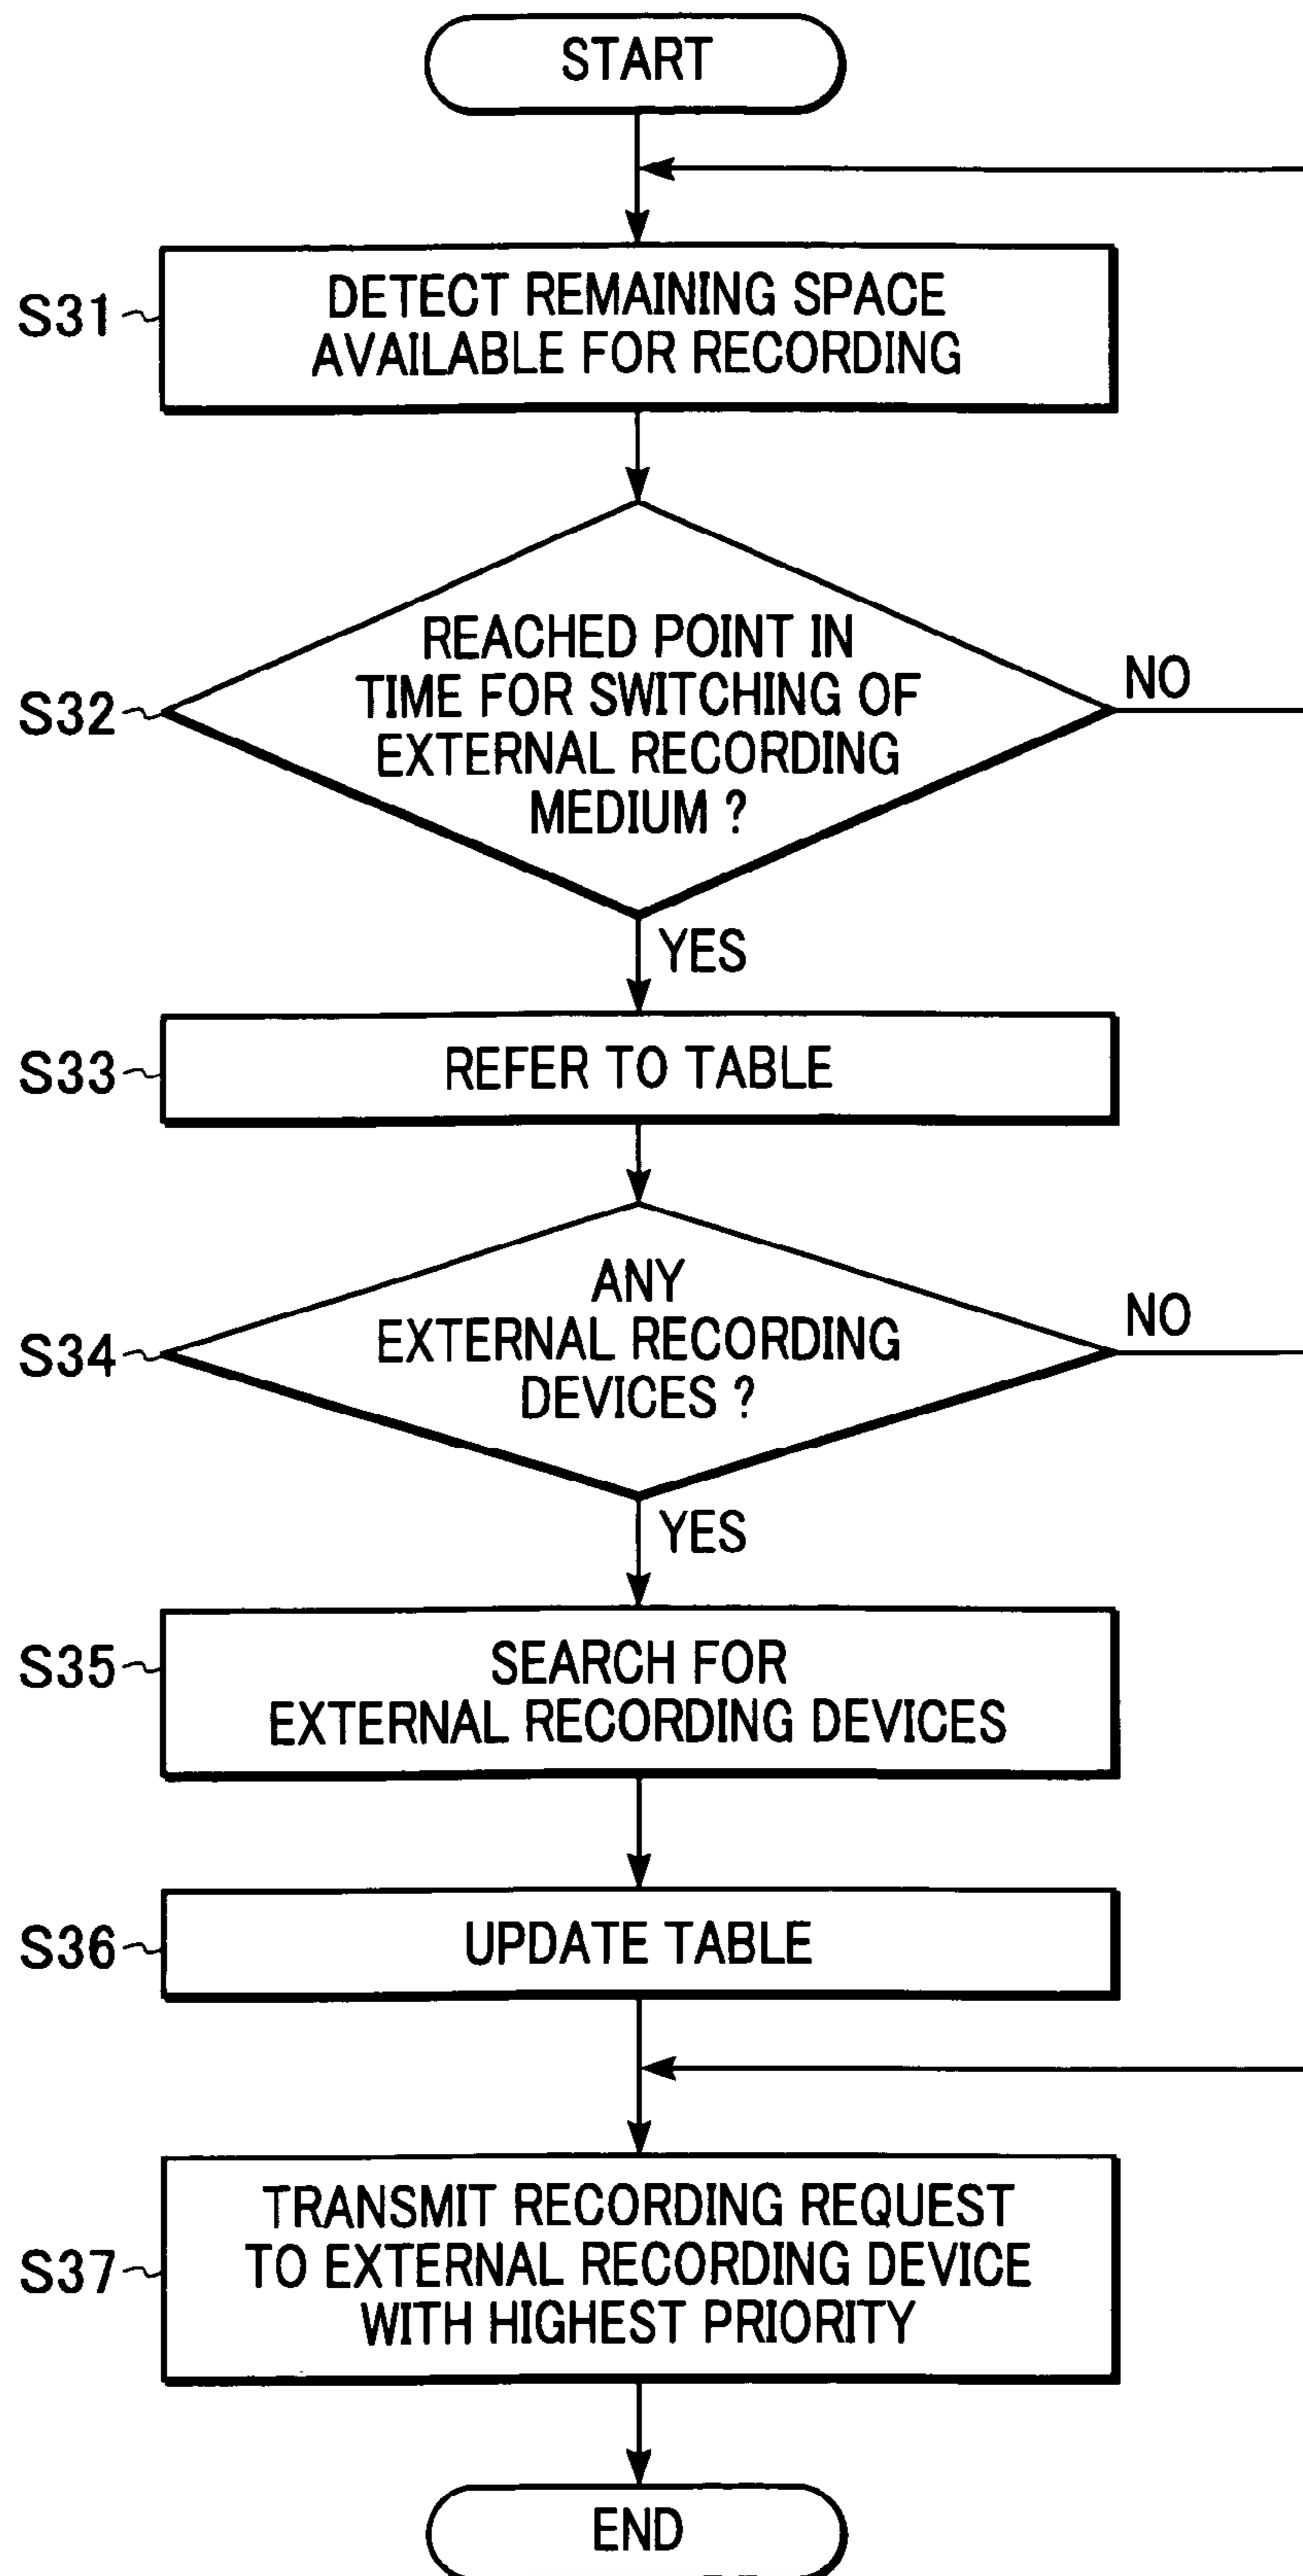 START
S31
DETECT REMAINING SPACE
AVAILABLE FOR RECORDING
S32
REACHED POINT IN
TIME FOR SWITCHING OF
EXTERNAL RECORDING
MEDIUM ?
NO
YES
S33
REFER TO TABLE
S34
ANY
EXTERNAL RECORDING
DEVICES ?
NO
YES
S35
SEARCH FOR
EXTERNAL RECORDING DEVICES
S36
UPDATE TABLE
S37
TRANSMIT RECORDING REQUEST
TO EXTERNAL RECORDING DEVICE
WITH HIGHEST PRIORITY
END